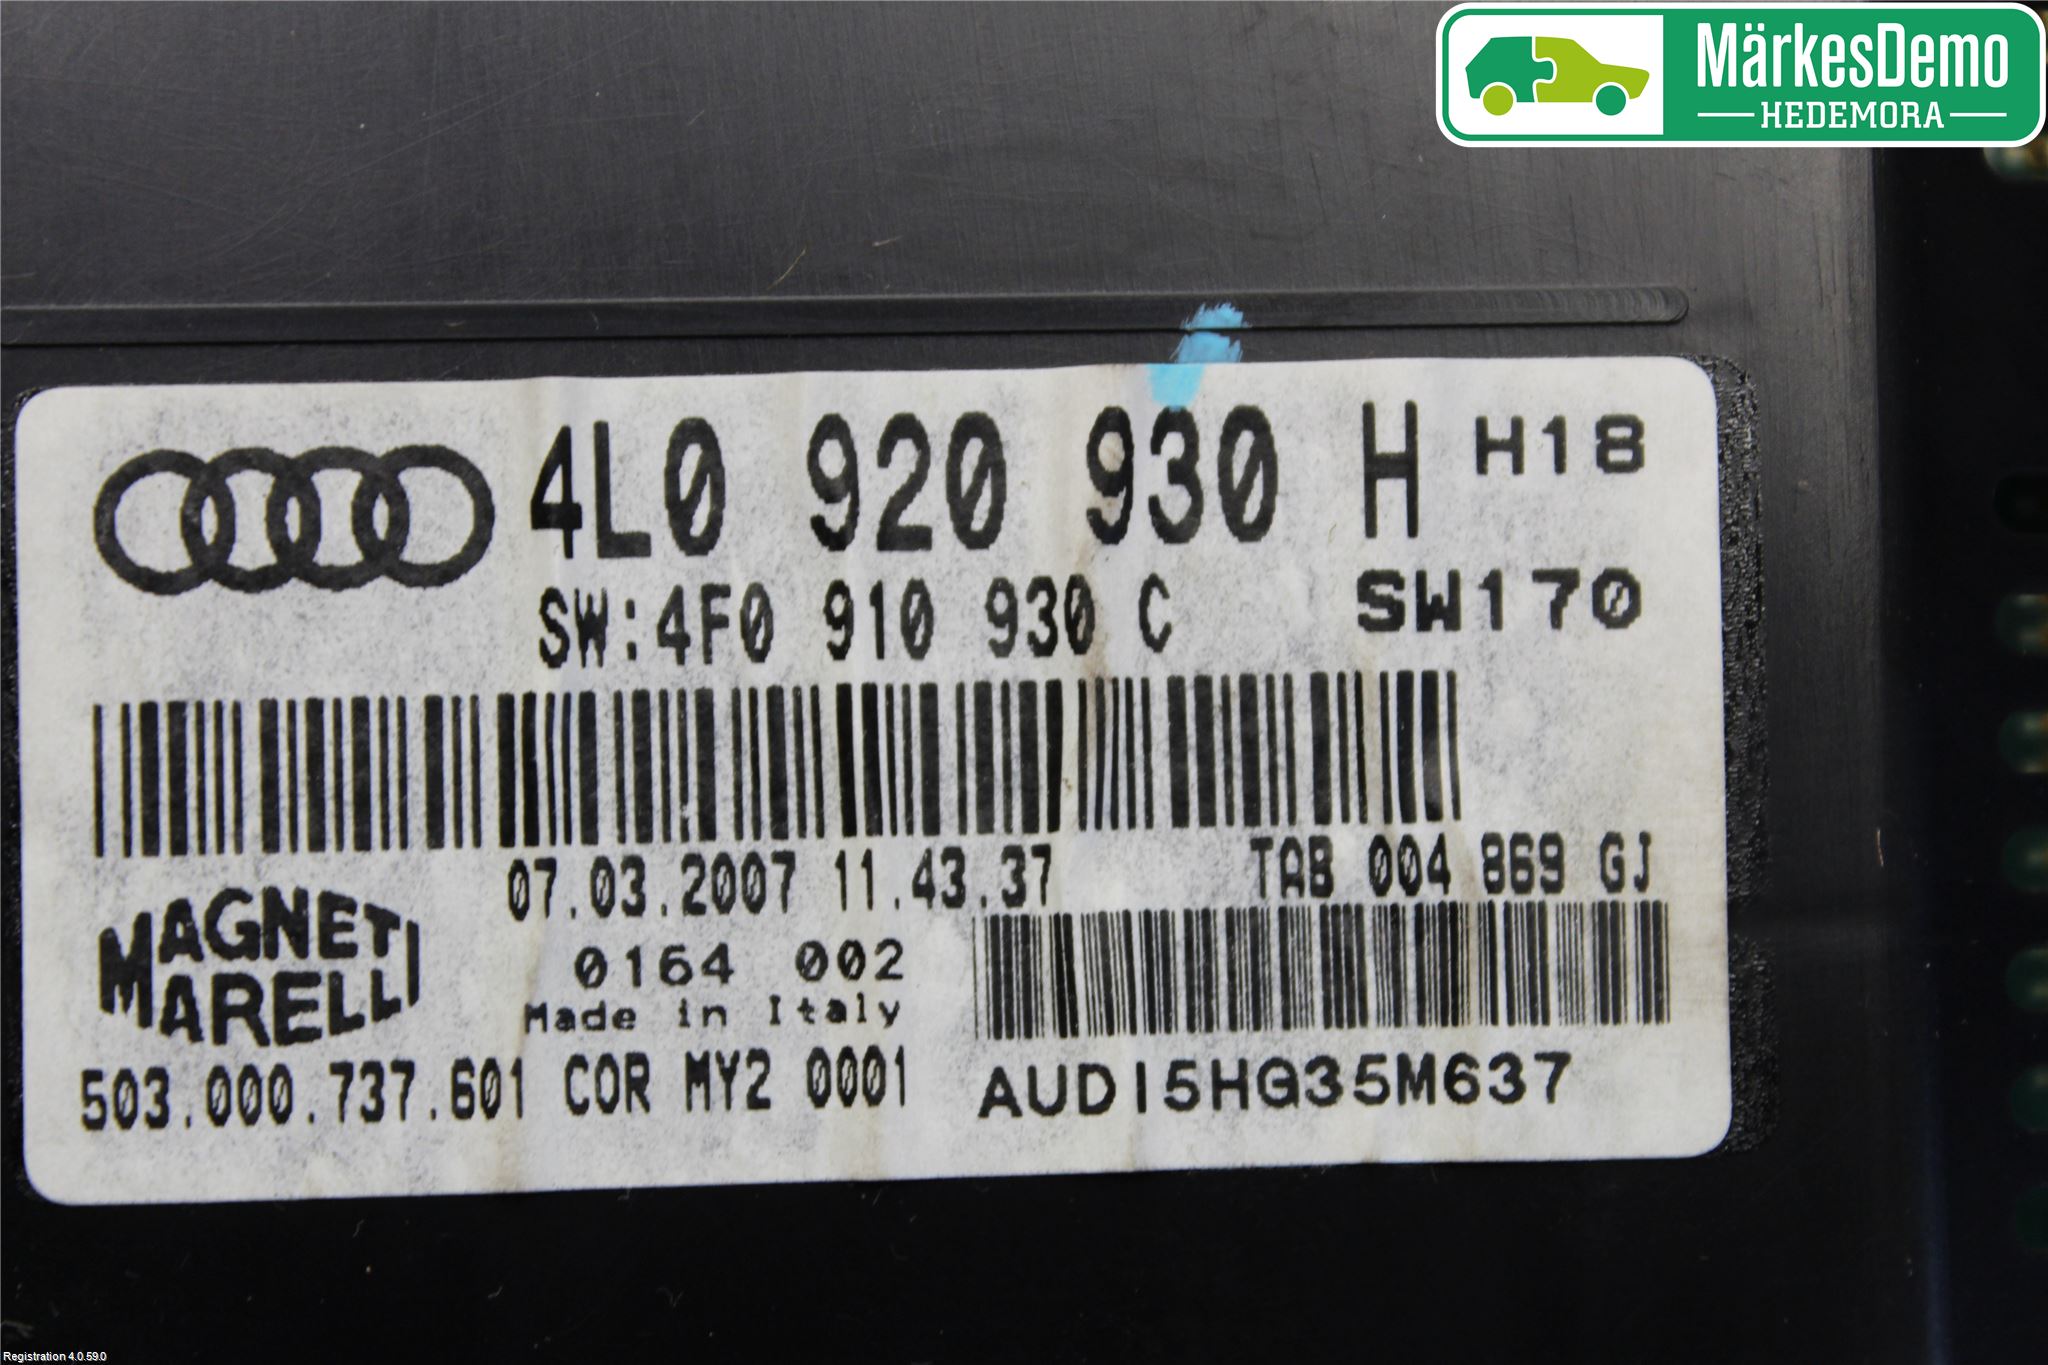 MärkesDemo
HEDEMORA
4L0 920 930 H H18
SW:4F0 910 930 C SW170
07.03.2007 11.43.37 TAB 004 869 GJ
MAGNETI
MARELLI
0164 002
Made in Italy
503.000.737.601 COR MY2 0001 AUDI5HG35M637
Registration 4.0.59.0